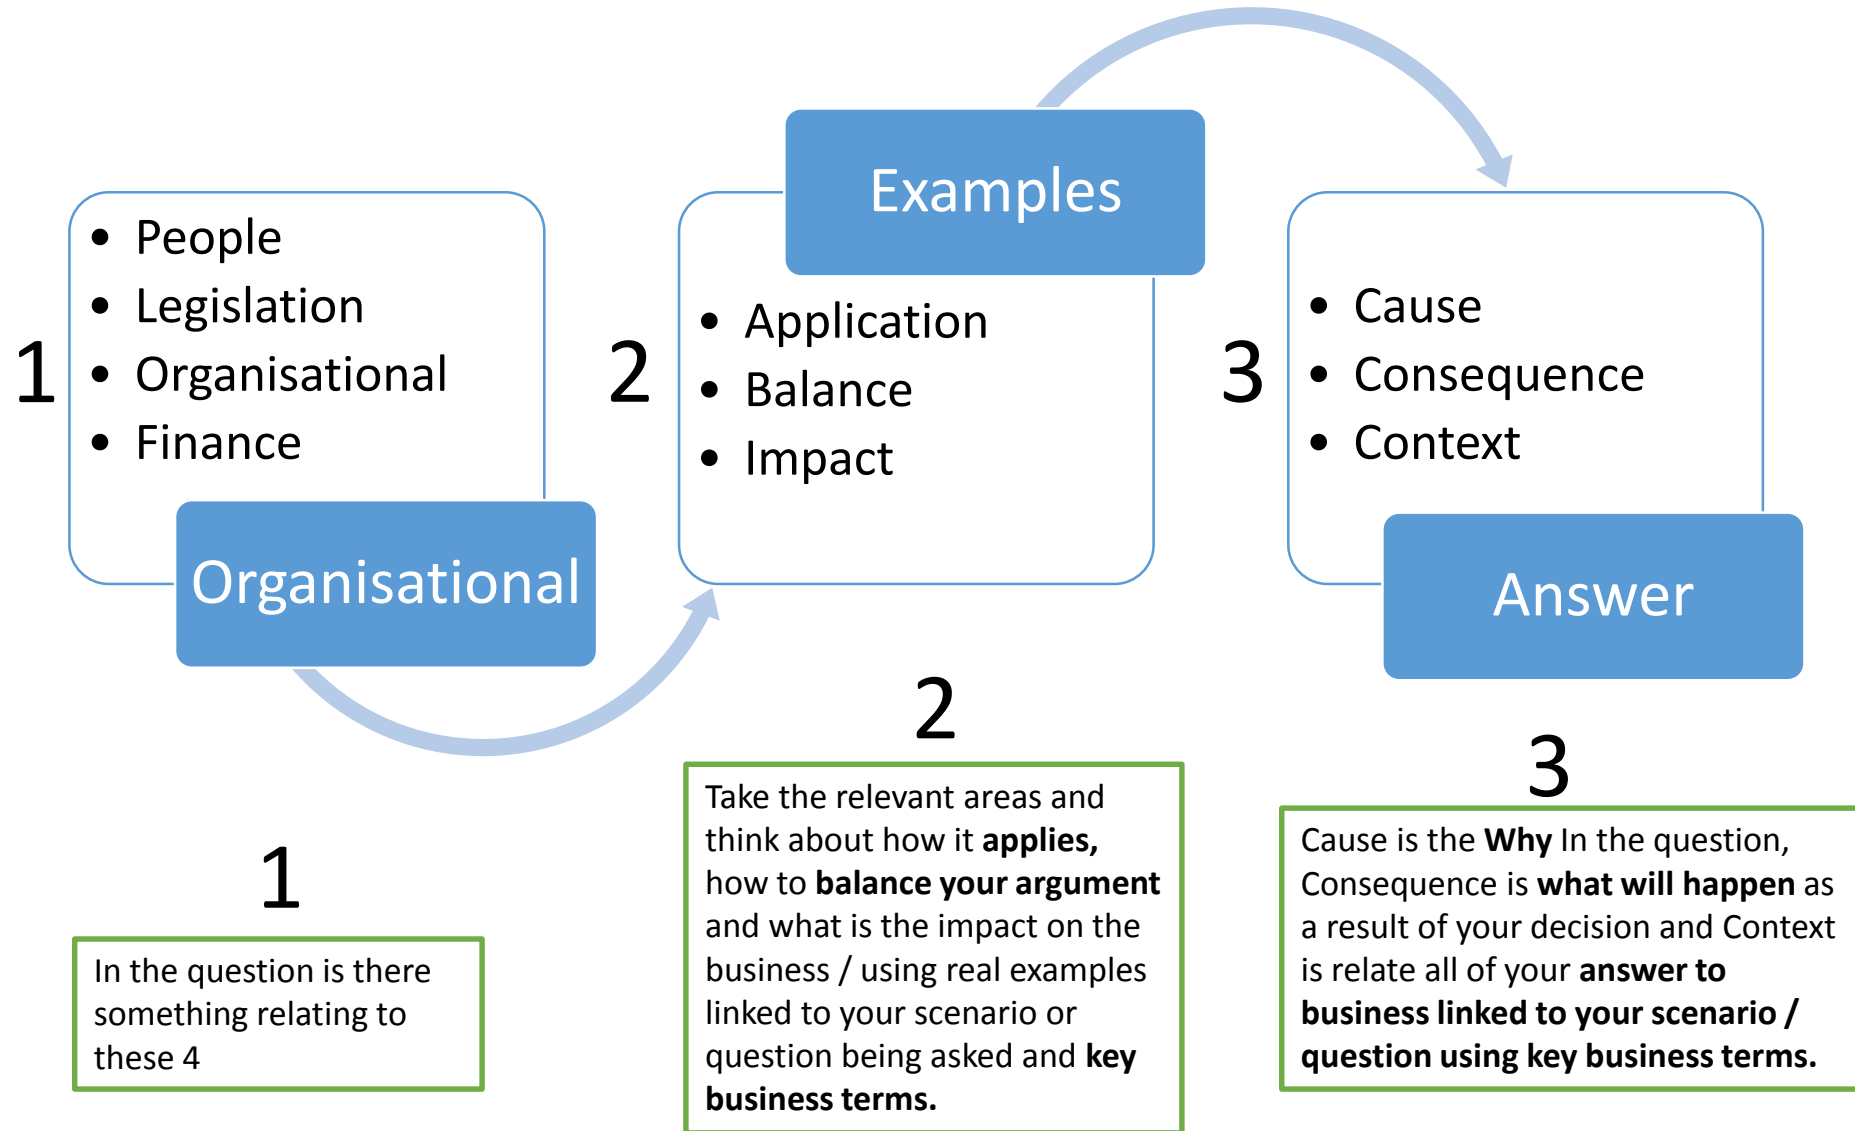 1
• People
• Legislation
• Organisational
• Finance
Organisational
2
Examples
• Application
• Balance
• Impact
3
• Cause
• Consequence
• Context
Answer
1
In the question is there
something relating to
these 4
2
Take the relevant areas and
think about how it applies,
how to balance your argument
and what is the impact on the
business / using real examples
linked to your scenario or
question being asked and key
business terms.
3
Cause is the Why In the question,
Consequence is what will happen as
a result of your decision and Context
is relate all of your answer to
business linked to your scenario /
question using key business terms.